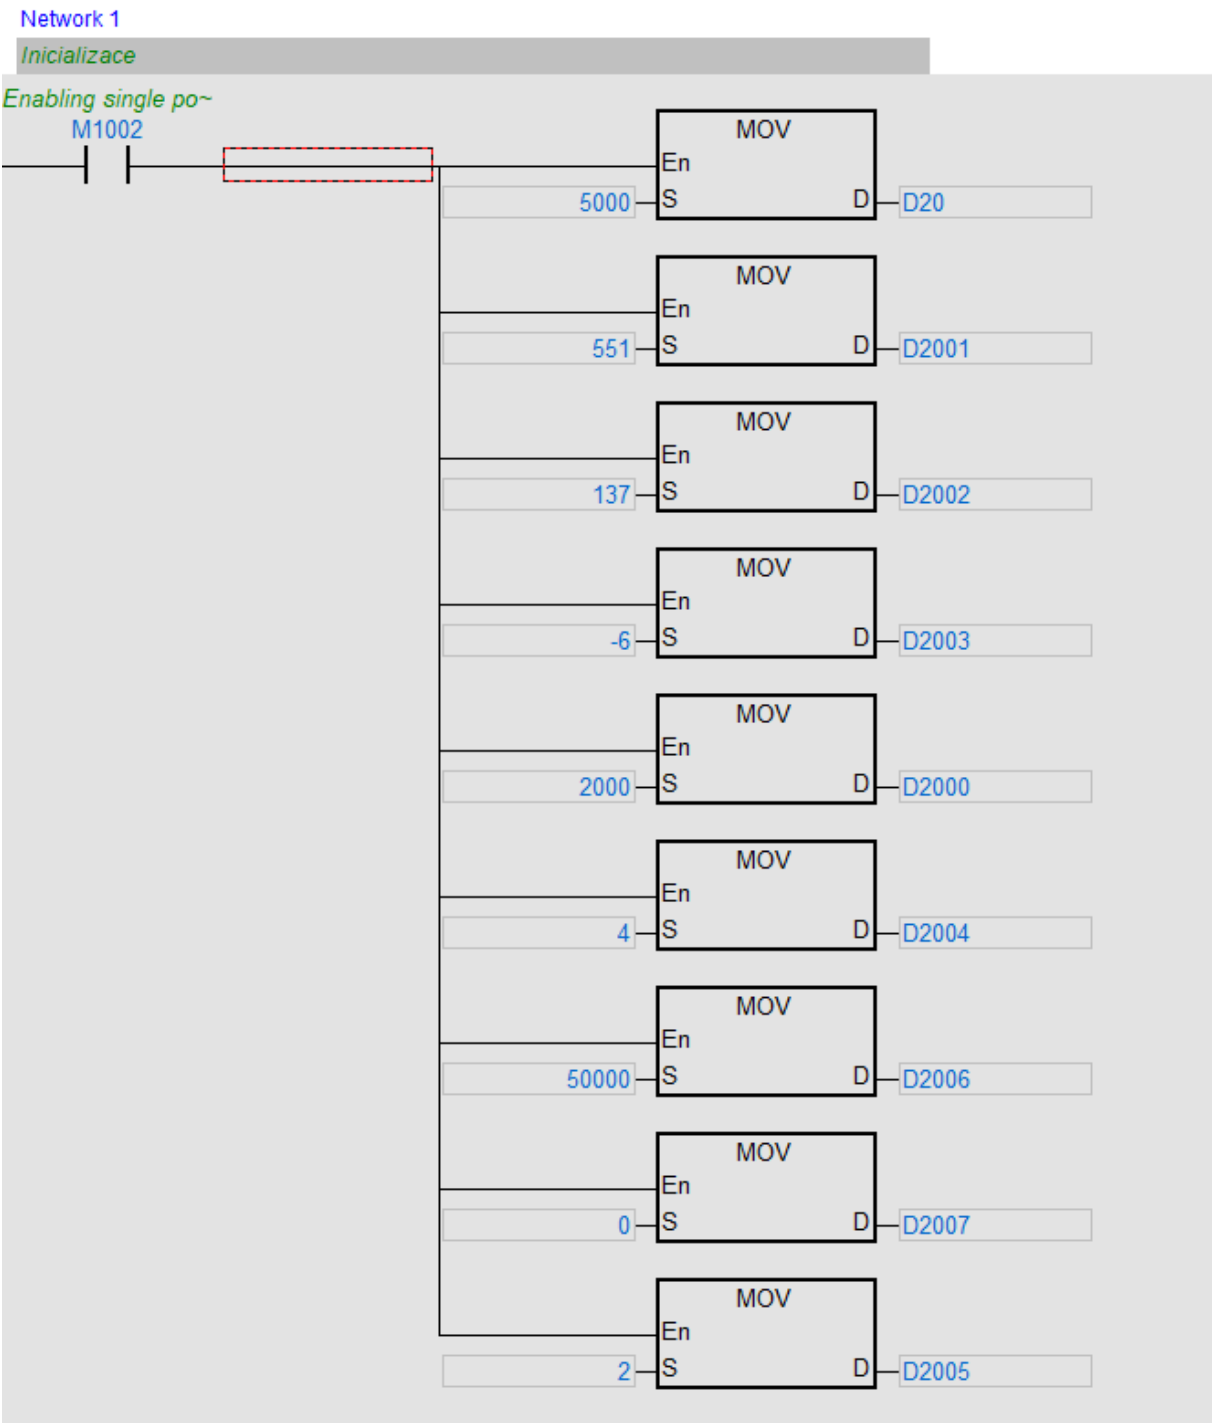 Network 1
Inicializace
Enabling single po~
M1002
MOV
En
5000 S D D20
MOV
En
551 S D D2001
MOV
En
137 S D D2002
MOV
En
-6 S D D2003
MOV
En
2000 S D D2000
MOV
En
4 S D D2004
MOV
En
50000 S D D2006
MOV
En
0 S D D2007
MOV
En
2 S D D2005